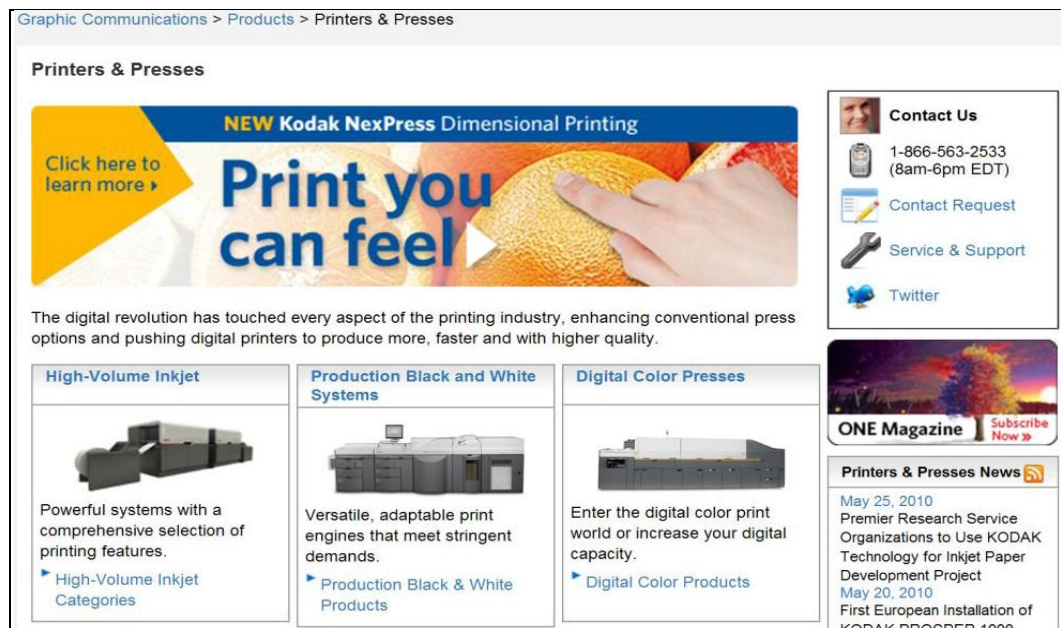 Graphic Communications > Products > Printers & Presses
Printers & Presses
NEW Kodak NexPress Dimensional Printing
Click here to
learn more
Print you
can feel
The digital revolution has touched every aspect of the printing industry, enhancing conventional press
options and pushing digital printers to produce more, faster and with higher quality.
High-Volume Inkjet
Powerful systems with a
comprehensive selection of
printing features.
High-Volume Inkjet
Categories
Production Black and White
Systems
Versatile, adaptable print
engines that meet stringent
demands.
Production Black & White
Products
Digital Color Presses
Enter the digital color print
world or increase your digital
capacity.
Digital Color Products
Contact Us
1-866-563-2533
(8am-6pm EDT)
Contact Request
Service & Support
Twitter
ONE Magazine
Subscribe
Now »
Printers & Presses News
May 25, 2010
Premier Research Service
Organizations to Use KODAK
Technology for Inkjet Paper
Development Project
May 20, 2010
First European Installation of
KODAK PROSPER 1000